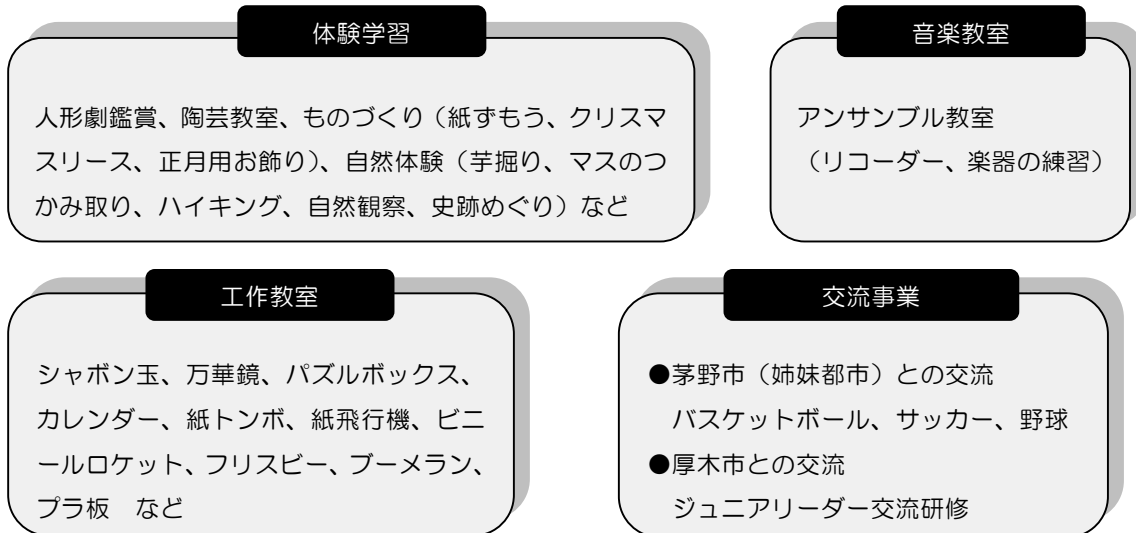 体験学習
人形劇鑑賞、陶芸教室、ものづくり（紙ずもう、クリスマ
スリース、正月用お飾り）、自然体験（芋掘り、マスのつ
かみ取り、ハイキング、自然観察、史跡めぐり）など
音楽教室
アンサンブル教室
（リコーダー、楽器の練習）
工作教室
シャボン玉、万華鏡、パズルボックス、
カレンダー、紙トンボ、紙飛行機、ビニ
ールロケット、フリスビー、ブーメラン、
プラ板　など
交流事業
●茅野市（姉妹都市）との交流
バスケットボール、サッカー、野球
●厚木市との交流
ジュニアリーダー交流研修